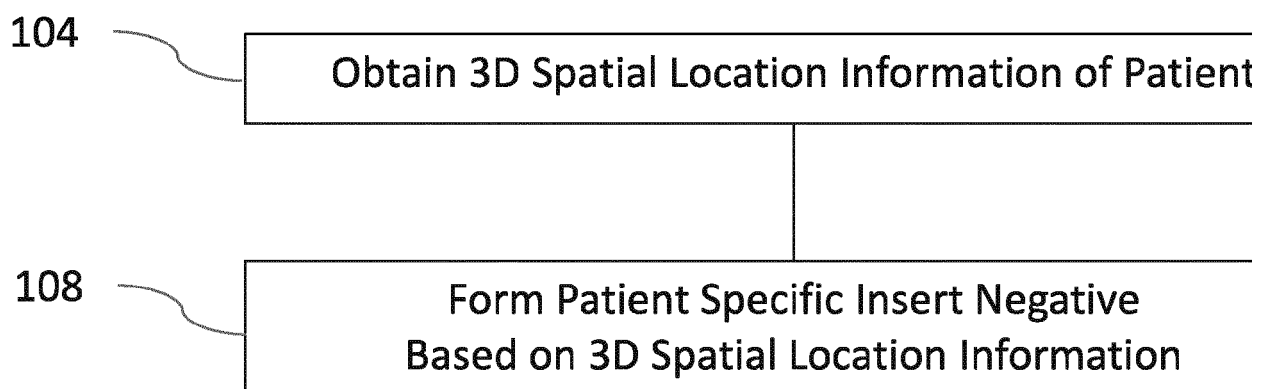 104
Obtain 3D Spatial Location Information of Patient
108
Form Patient Specific Insert Negative
Based on 3D Spatial Location Information